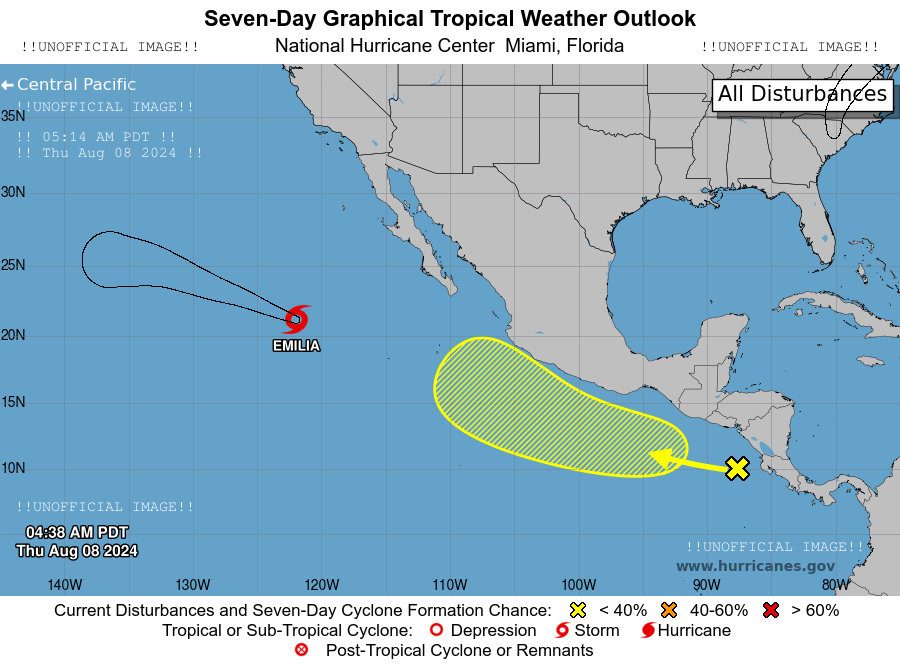 Seven-Day Graphical Tropical Weather Outlook
!!UNOFFICIAL IMAGE!! National Hurricane Center Miami, Florida !!UNOFFICIAL IMAGE!!
Central Pacific
All Disturbances
!!UNOFFICIAL IMAGE!!
35N
!! 05:14 AM PDT !!
!! Thu Aug 08 2024 !!
30N
25N
20N
EMILIA
15N
10N
!!UNOFFICIAL IMAGE!!
04:38 AM PDT
Thu Aug 08 2024
!!UNOFFICIAL IMAGE!!
www.hurricanes.gov
140W 130W 120W 110W 100W 90W 80W
Current Disturbances and Seven-Day Cyclone Formation Chance: < 40% 40-60% > 60%
Tropical or Sub-Tropical Cyclone: Depression Storm Hurricane
Post-Tropical Cyclone or Remnants